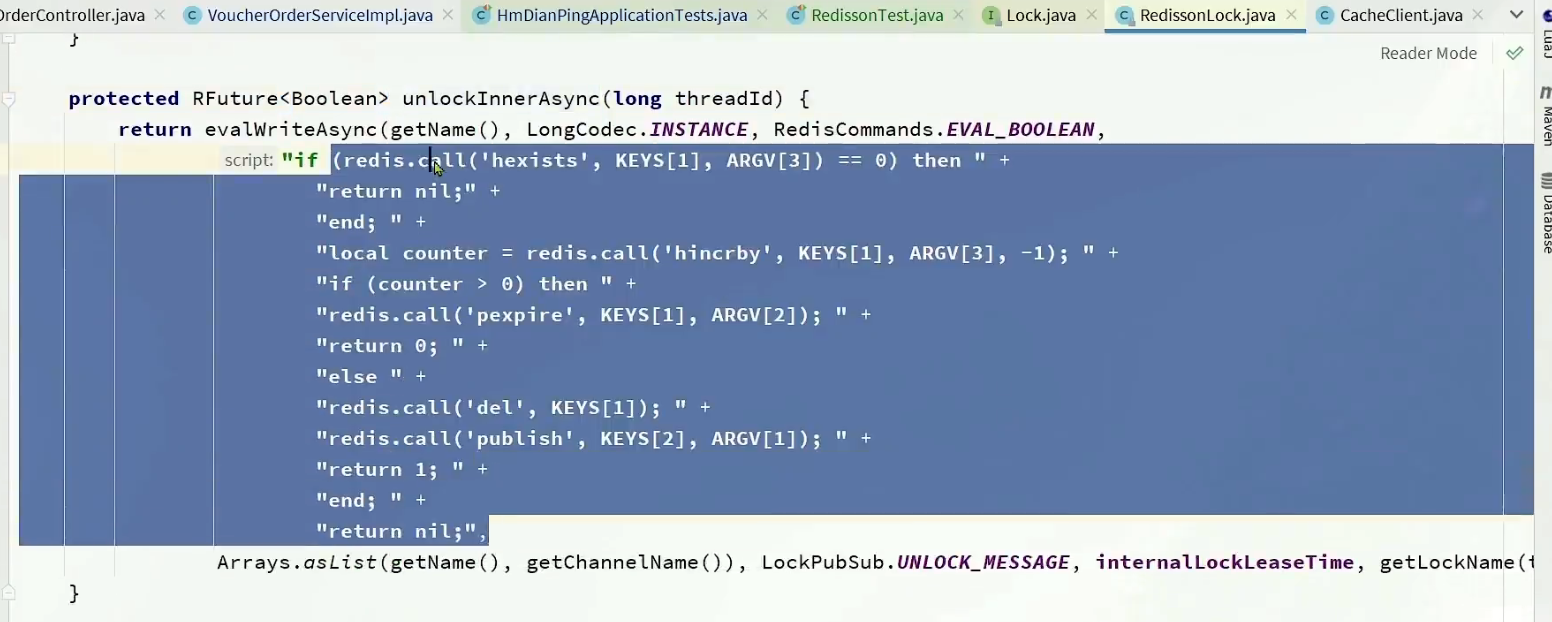 OrderController.java VoucherOrderServiceImpl.java HmDianPingApplicationTests.java RedissonTest.java Lock.java RedissonLock.java CacheClient.java
}
Reader Mode
protected RFuture<Boolean> unlockInnerAsync(long threadId) {
return evalWriteAsync(getName(), LongCodec.INSTANCE, RedisCommands.EVAL_BOOLEAN,
script: "if (redis.call('hexists', KEYS[1], ARGV[3]) == 0) then " +
"return nil;" +
"end; " +
"local counter = redis.call('hincrby', KEYS[1], ARGV[3], -1); " +
"if (counter > 0) then " +
"redis.call('pexpire', KEYS[1], ARGV[2]); " +
"return 0; " +
"else " +
"redis.call('del', KEYS[1]); " +
"redis.call('publish', KEYS[2], ARGV[1]); " +
"return 1; " +
"end; " +
"return nil;",
Arrays.asList(getName(), getChannelName()), LockPubSub.UNLOCK_MESSAGE, internalLockLeaseTime, getLockName(t
}
LuaJ
Maven
Database